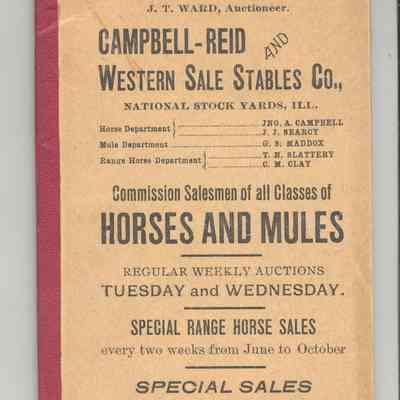 J. T. WARD, Auctioneer.
CAMPBELL-REID AND
WESTERN SALE STABLES CO.,
NATIONAL STOCK YARDS, ILL.
Horse Department { JNO. A. CAMPBELL
J. J. SEARCY
Mule Department G. S. MADDOX
Range Horse Department { T. N. SLATTERY
C. M. CLAY
Commission Salesmen of all Classes of
HORSES AND MULES
REGULAR WEEKLY AUCTIONS
TUESDAY and WEDNESDAY.
SPECIAL RANGE HORSE SALES
every two weeks from June to October
SPECIAL SALES